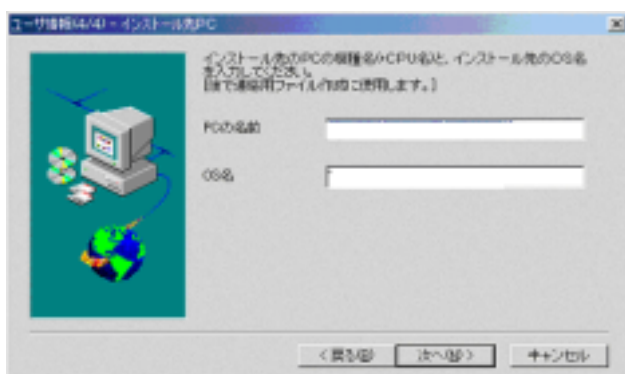 ユーザ情報(4/4) - インストール先PC
インストール先のPCの機種名(+CPU名)と、インストール先のOS名
を入力してください。
[後で連絡用ファイル作成に使用します。]
PCの名前
OS名
< 戻る(B)
次へ(N) >
キャンセル